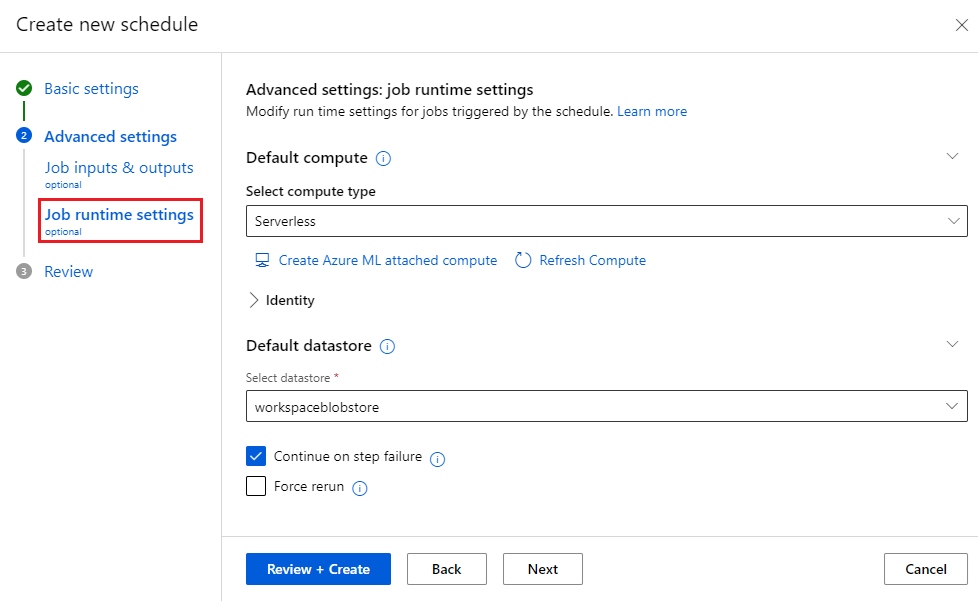 Create new schedule
Basic settings
2
Advanced settings
Job inputs & outputs
optional
Job runtime settings
optional
3
Review
Advanced settings: job runtime settings
Modify run time settings for jobs triggered by the schedule. Learn more
Default compute
Select compute type
Serverless
Create Azure ML attached compute
Refresh Compute
Identity
Default datastore
Select datastore *
workspaceblobstore
Continue on step failure
Force rerun
Review + Create
Back
Next
Cancel